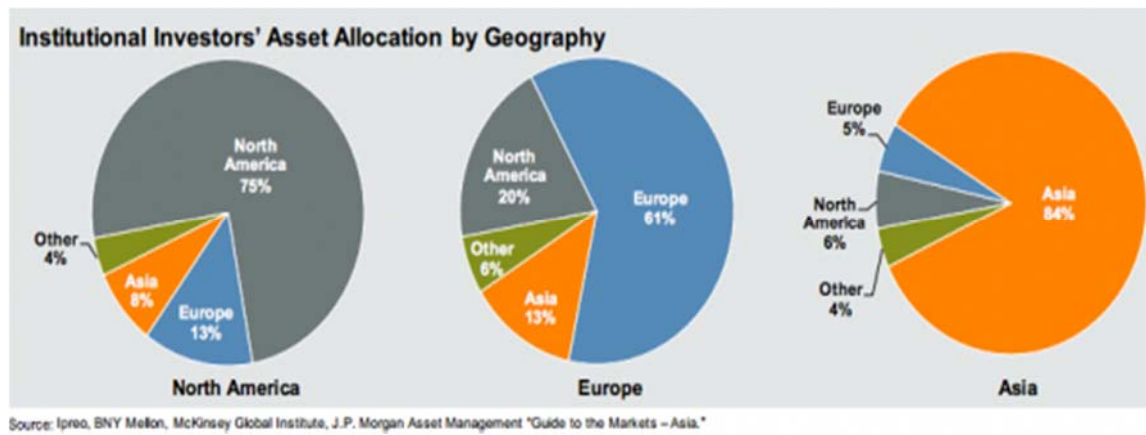 Institutional Investors' Asset Allocation by Geography
North
America
75%
Other
4%
Asia
8%
Europe
13%
North America
North
America
20%
Europe
61%
Other
6%
Asia
13%
Europe
Europe
5%
Asia
84%
North
America
6%
Other
4%
Asia
Source: Ipreo, BNY Mellon, McKinsey Global Institute, J.P. Morgan Asset Management "Guide to the Markets – Asia."